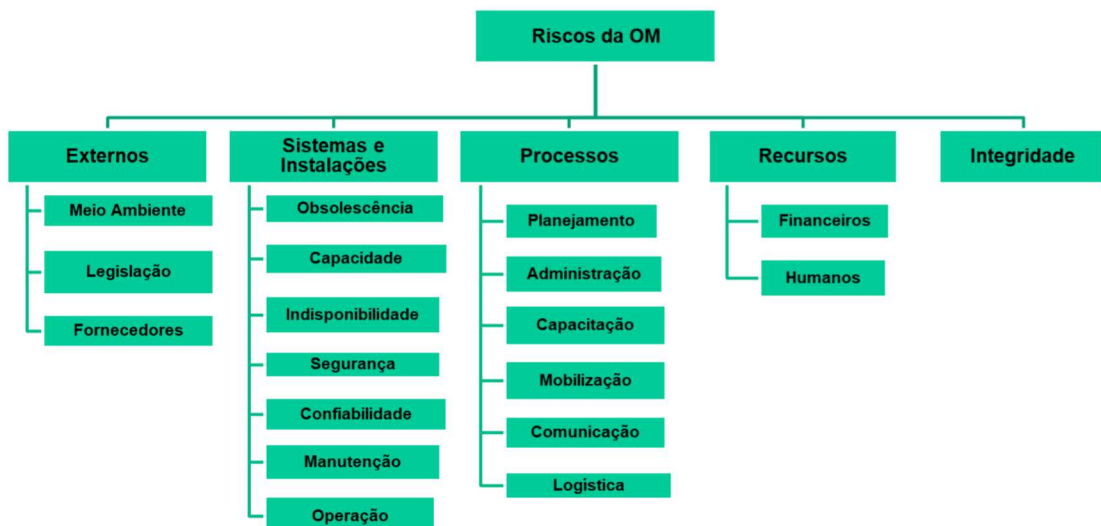 Riscos da OM
Externos
Meio Ambiente
Legislação
Fornecedores
Sistemas e
Instalações
Obsolescência
Capacidade
Indisponibilidade
Segurança
Confiabilidade
Manutenção
Operação
Processos
Planejamento
Administração
Capacitação
Mobilização
Comunicação
Logística
Recursos
Financeiros
Humanos
Integridade